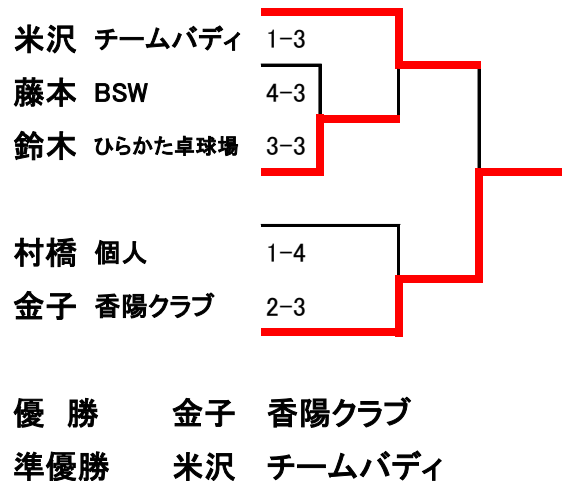 米沢 チームバディ 1-3
藤本 BSW 4-3
鈴木 ひらかた卓球場 3-3
村橋 個人 1-4
金子 香陽クラブ 2-3
優 勝 金子 香陽クラブ
準優勝 米沢 チームバディ